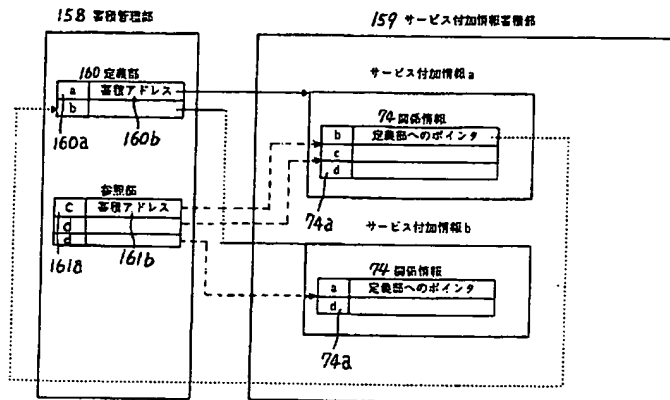 158 蓄積管理部
159 サービス付加情報蓄積部
160 定義部
a 蓄積アドレス
b
160a 160b
参照部
c 蓄積アドレス
d
d
161a 161b
サービス付加情報a
74 関係情報
b 定義部へのポインタ
c
d
74a
サービス付加情報b
74 関係情報
a 定義部へのポインタ
d
74a